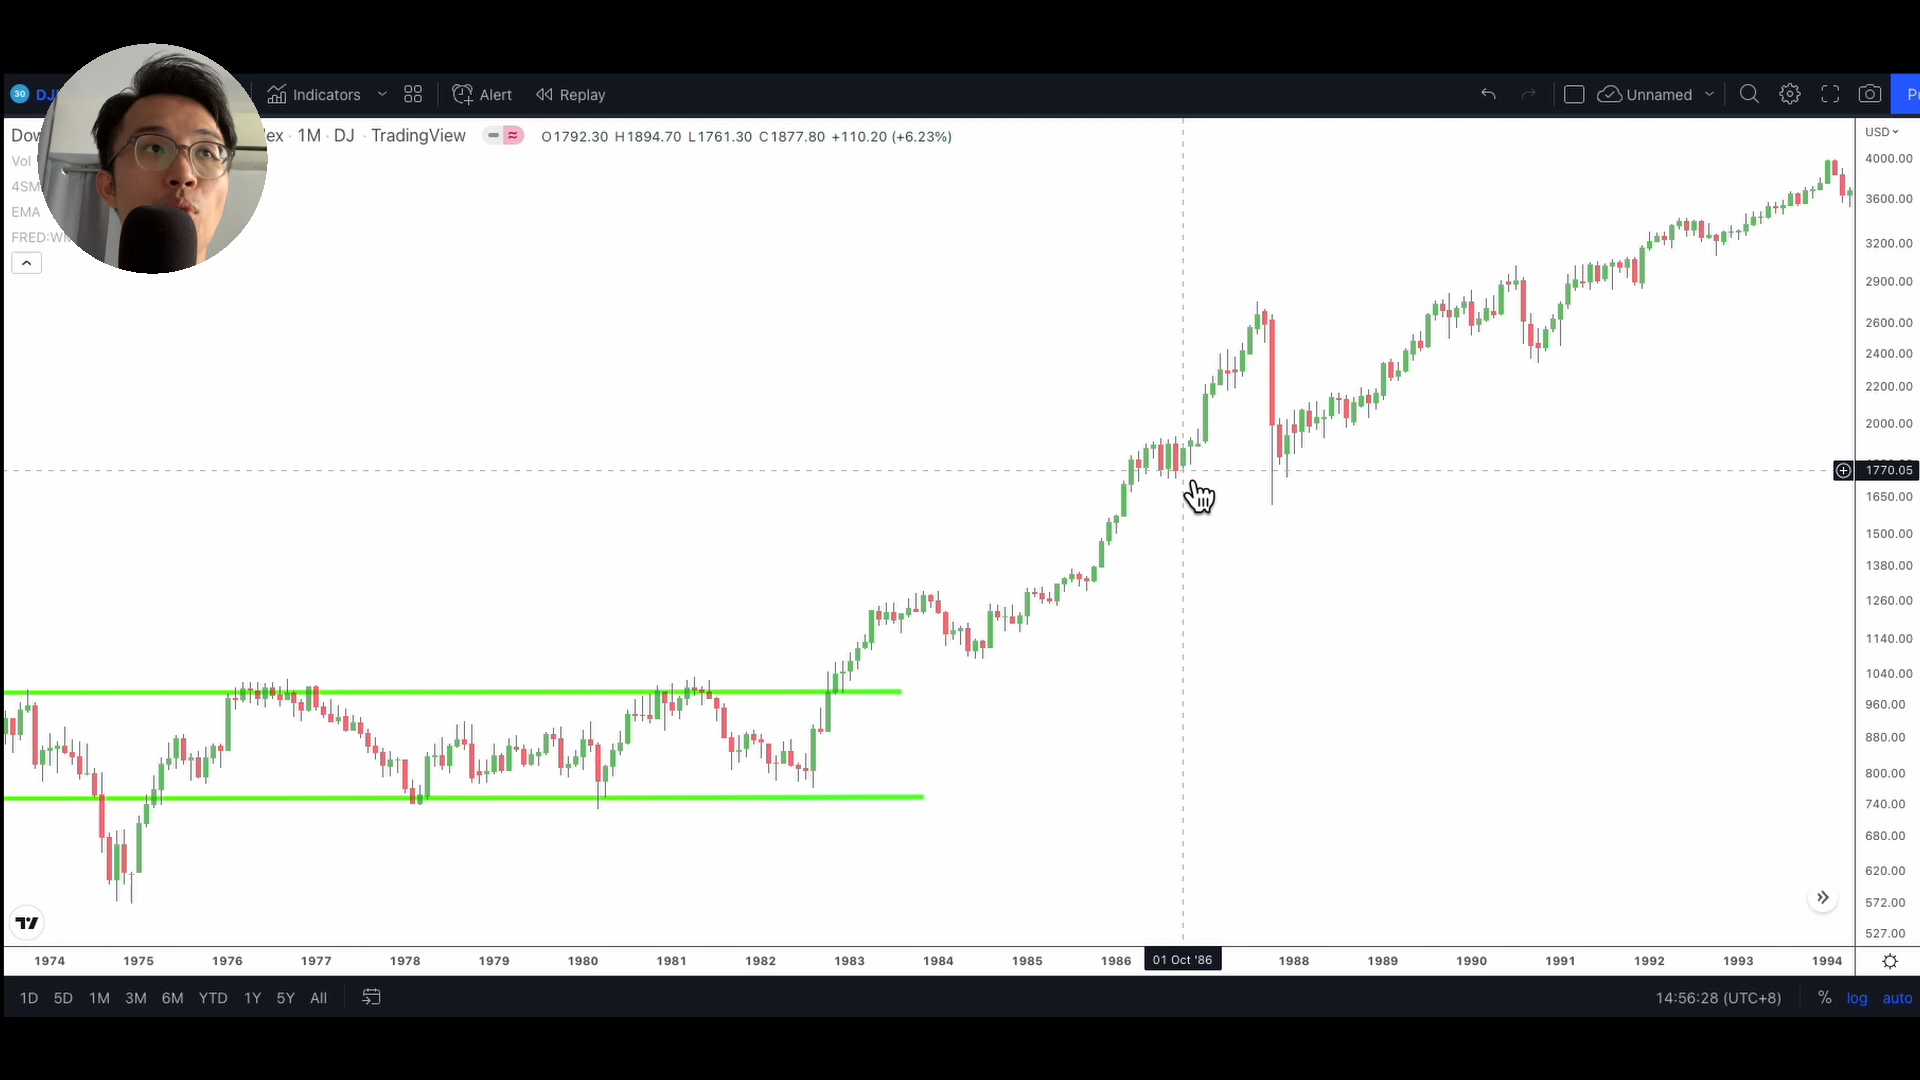 30 DJ Indicators Alert Replay Unnamed
Dow ex · 1M · DJ · TradingView O1792.30 H1894.70 L1761.30 C1877.80 +110.20 (+6.23%) USD
Vol
4SM
EMA
FRED:WM
4000.00
3600.00
3200.00
2900.00
2600.00
2400.00
2200.00
2000.00
1770.05
1650.00
1500.00
1380.00
1260.00
1140.00
1040.00
960.00
880.00
800.00
740.00
680.00
620.00
572.00
527.00
1974 1975 1976 1977 1978 1979 1980 1981 1982 1983 1984 1985 1986 01 Oct '86 1988 1989 1990 1991 1992 1993 1994
1D 5D 1M 3M 6M YTD 1Y 5Y All 14:56:28 (UTC+8) % log auto